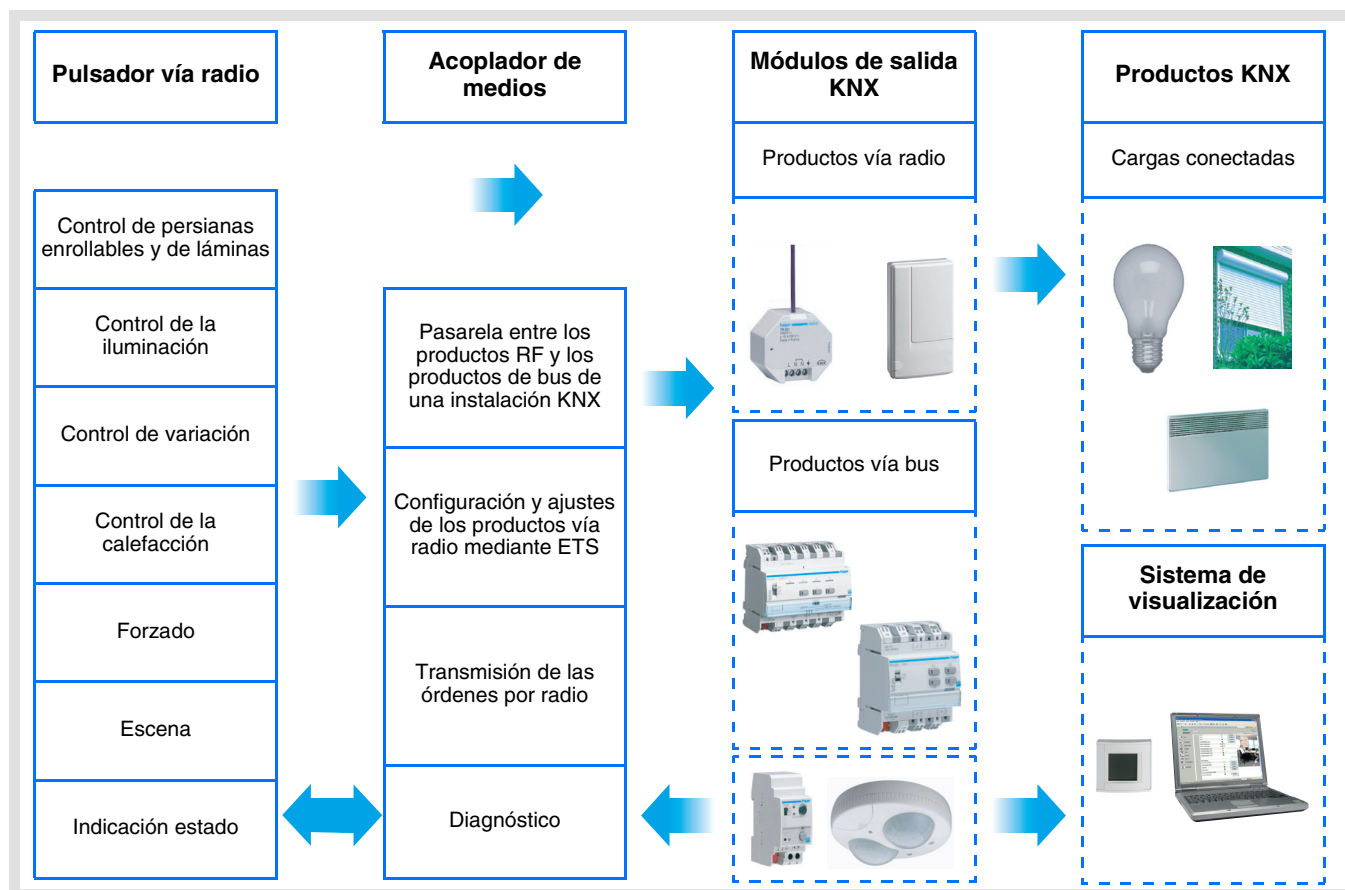 Pulsador vía radio
Control de persianas
enrollables y de láminas
Control de la
iluminación
Control de variación
Control de la
calefacción
Forzado
Escena
Indicación estado
Acoplador de
medios
Pasarela entre los
productos RF y los
productos de bus de
una instalación KNX
Configuración y ajustes
de los productos vía
radio mediante ETS
Transmisión de las
órdenes por radio
Diagnóstico
Módulos de salida
KNX
Productos vía radio
Productos vía bus
Productos KNX
Cargas conectadas
Sistema de
visualización